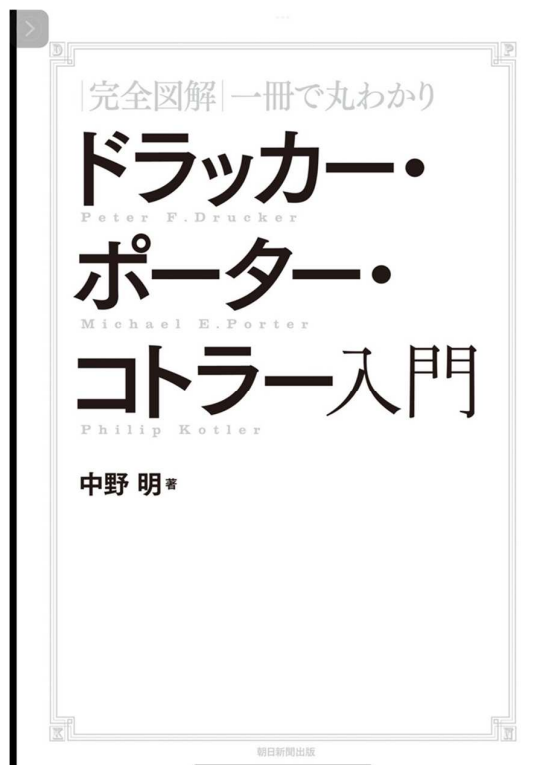 |完全図解|一冊で丸わかり
ドラッカー・
Peter F.Drucker
ポーター・
Michael E.Porter
コトラー入門
Philip Kotler
中野 明 著
朝日新聞出版